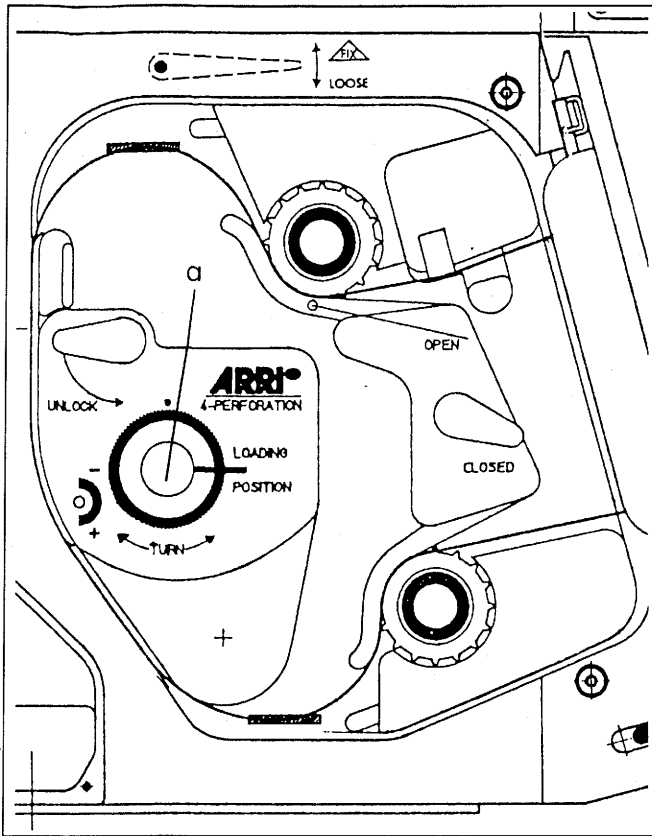 FIX
LOOSE
a
OPEN
UNLOCK
ARRI
4-PERFORATION
LOADING
POSITION
CLOSED
-
+
TURN